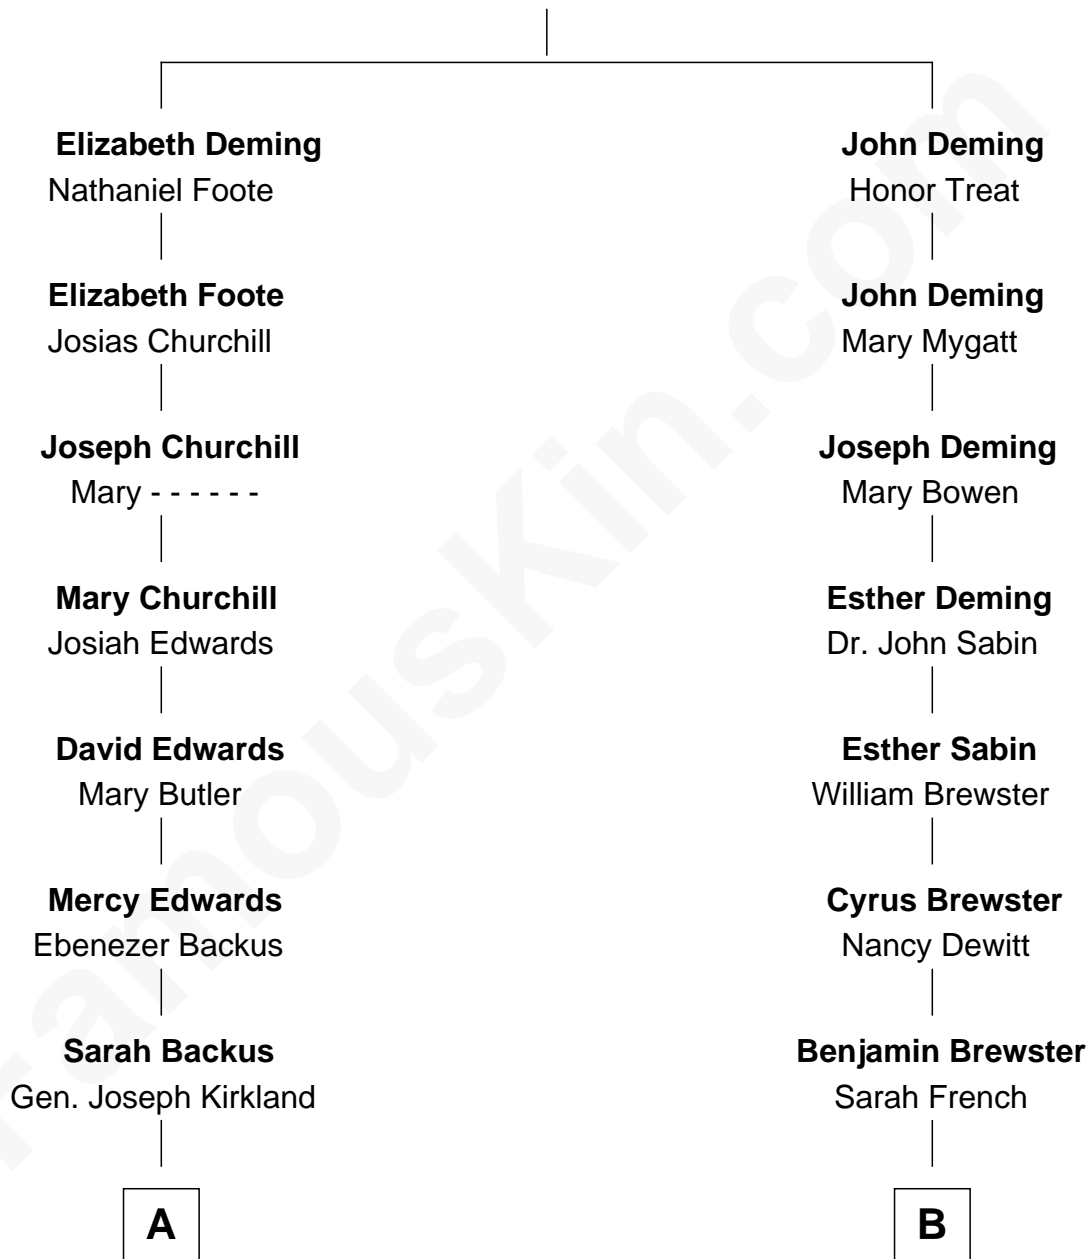 Elizabeth Deming
Nathaniel Foote
Elizabeth Foote
Josias Churchill
Joseph Churchill
Mary - - - - - -
Mary Churchill
Josiah Edwards
David Edwards
Mary Butler
Mercy Edwards
Ebenezer Backus
Sarah Backus
Gen. Joseph Kirkland
A
John Deming
Honor Treat
John Deming
Mary Mygatt
Joseph Deming
Mary Bowen
Esther Deming
Dr. John Sabin
Esther Sabin
William Brewster
Cyrus Brewster
Nancy Dewitt
Benjamin Brewster
Sarah French
B
FamousKin.com